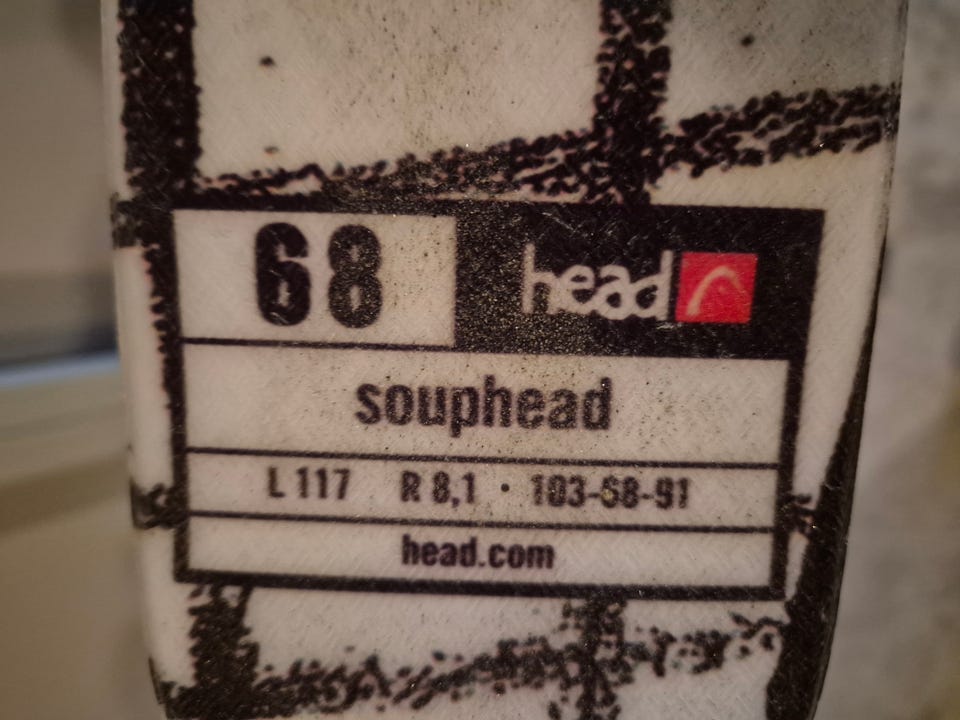 68 head
souphead
L 117 R 8,1 • 103-68-91
head.com